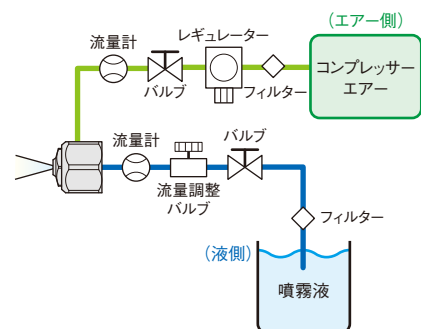 （エアー側）
流量計
レギュレーター
コンプレッサー
エアー
バルブ
フィルター
流量計
バルブ
流量調整
バルブ
フィルター
（液側）
噴霧液